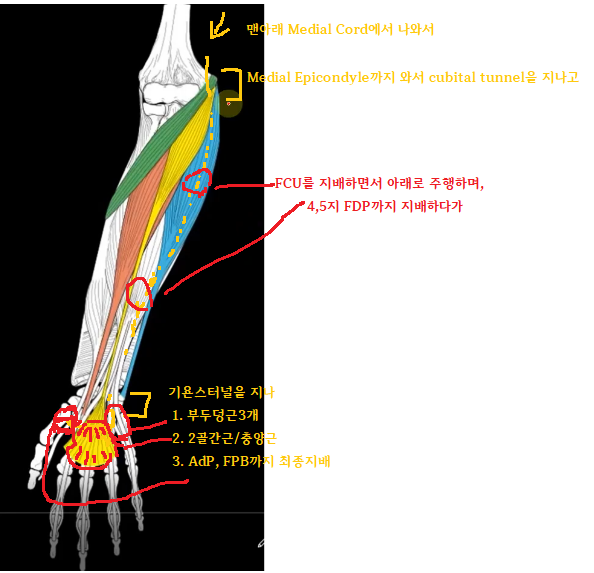 맨아래 Medial Cord에서 나와서
Medial Epicondyle까지 와서 cubital tunnel을 지나고
FCU를 지배하면서 아래로 주행하며,
4,5지 FDP까지 지배하다가
기욘스터널을 지나
1. 부두덩근3개
2. 2골간근/충양근
3. AdP, FPB까지 최종지배